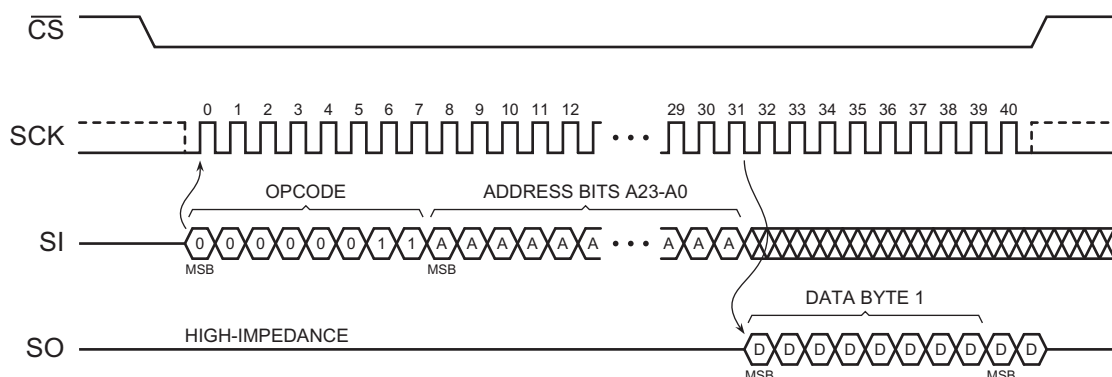 CS
0 1 2 3 4 5 6 7 8 9 10 11 12 29 30 31 32 33 34 35 36 37 38 39 40
SCK
OPCODE ADDRESS BITS A23-A0
SI 0 0 0 0 0 0 1 1 A A A A A A A A A
MSB MSB
DATA BYTE 1
HIGH-IMPEDANCE
SO D D D D D D D D D D
MSB MSB